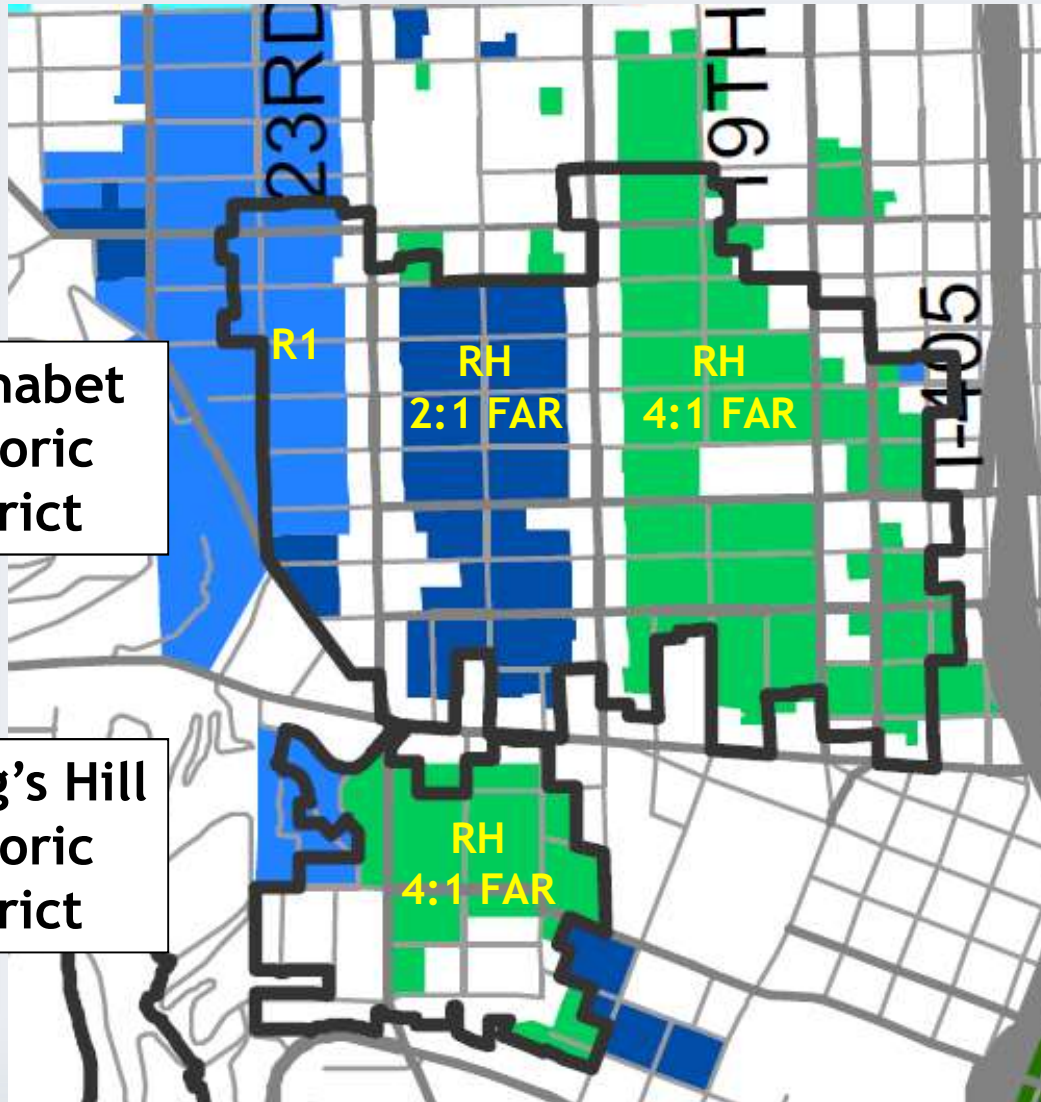 23RD
19TH
I-405
R1
RH
2:1 FAR
RH
4:1 FAR
habet
oric
rict
g's Hill
oric
rict
RH
4:1 FAR